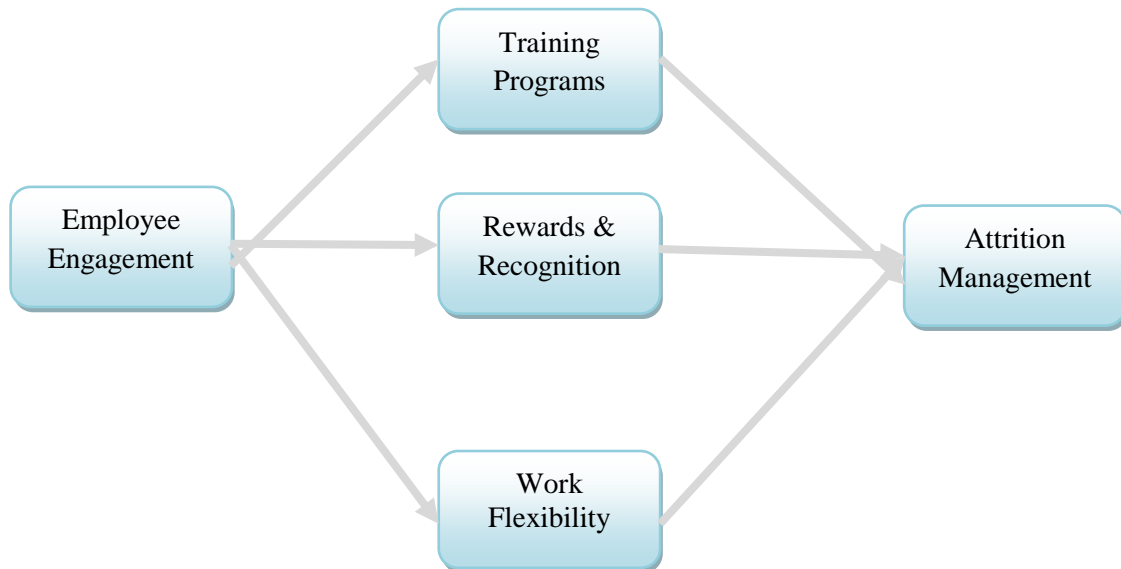 Training
Programs
Employee
Engagement
Rewards &
Recognition
Attrition
Management
Work
Flexibility